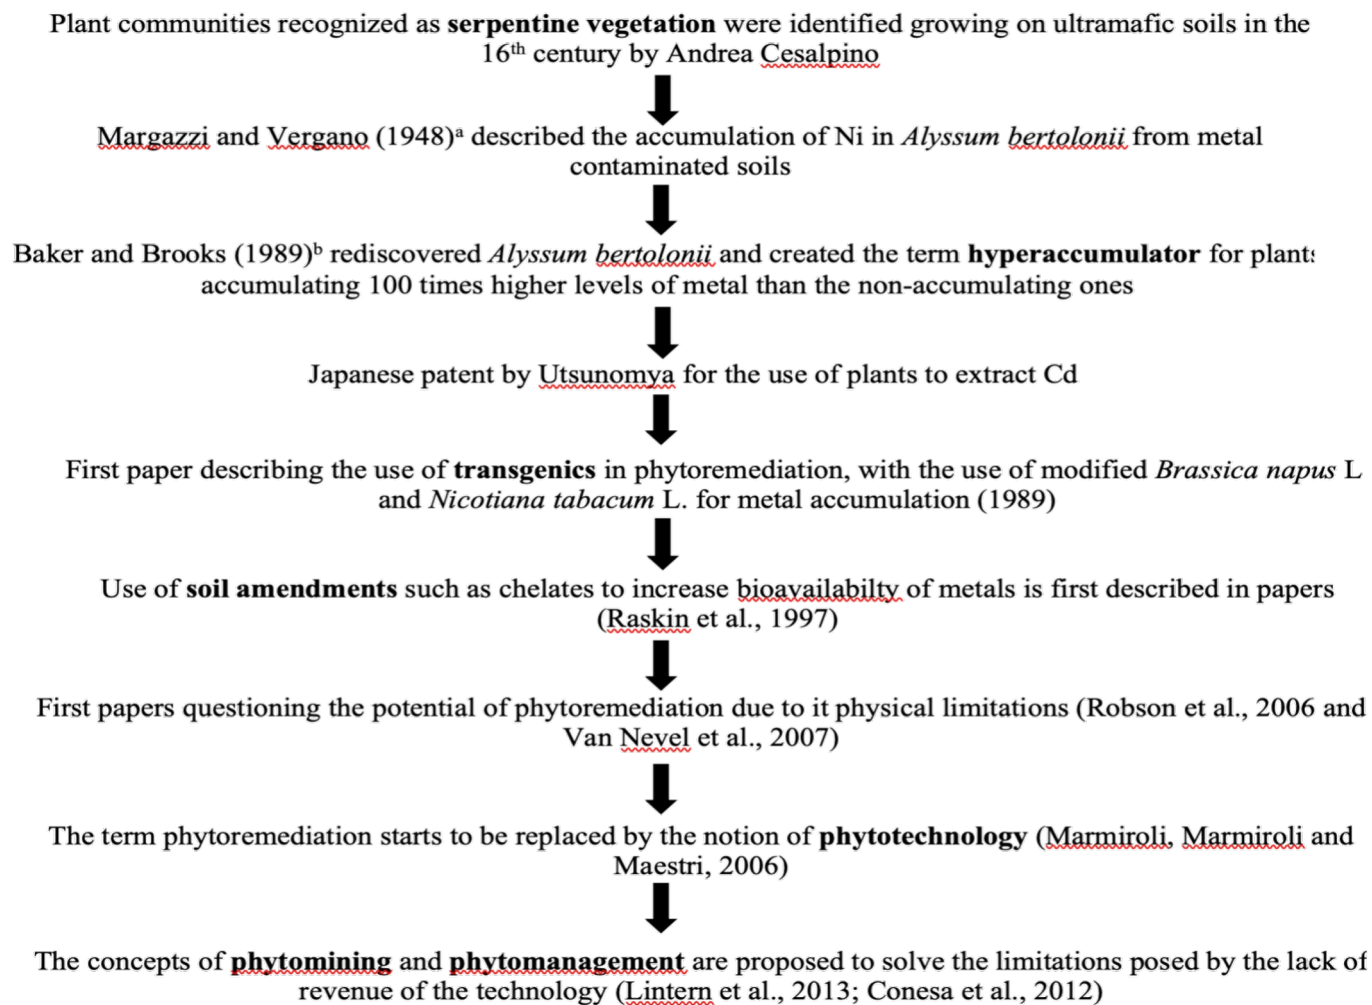 Plant communities recognized as serpentine vegetation were identified growing on ultramafic soils in the
16th century by Andrea Cesalpino
Margazzi and Vergano (1948)a described the accumulation of Ni in Alyssum bertolonii from metal
contaminated soils
Baker and Brooks (1989)b rediscovered Alyssum bertolonii and created the term hyperaccumulator for plants
accumulating 100 times higher levels of metal than the non-accumulating ones
Japanese patent by Utsunomya for the use of plants to extract Cd
First paper describing the use of transgenics in phytoremediation, with the use of modified Brassica napus L
and Nicotiana tabacum L. for metal accumulation (1989)
Use of soil amendments such as chelates to increase bioavailabilty of metals is first described in papers
(Raskin et al., 1997)
First papers questioning the potential of phytoremediation due to it physical limitations (Robson et al., 2006 and
Van Nevel et al., 2007)
The term phytoremediation starts to be replaced by the notion of phytotechnology (Marmiroli, Marmiroli and
Maestri, 2006)
The concepts of phytomining and phytomanagement are proposed to solve the limitations posed by the lack of
revenue of the technology (Lintern et al., 2013; Conesa et al., 2012)